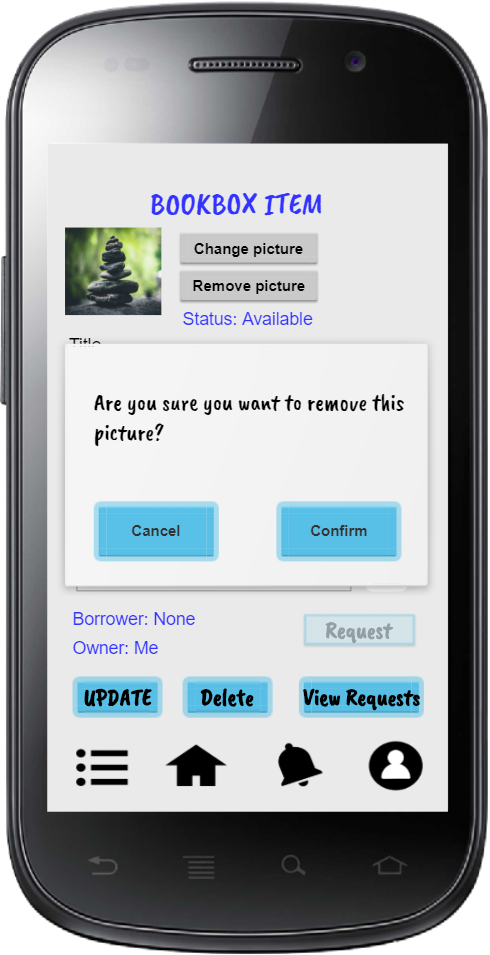 BOOKBOX ITEM
Change picture
Remove picture
Status: Available
Title
Are you sure you want to remove this
picture?
Cancel
Confirm
Borrower: None
Request
Owner: Me
UPDATE
Delete
View Requests